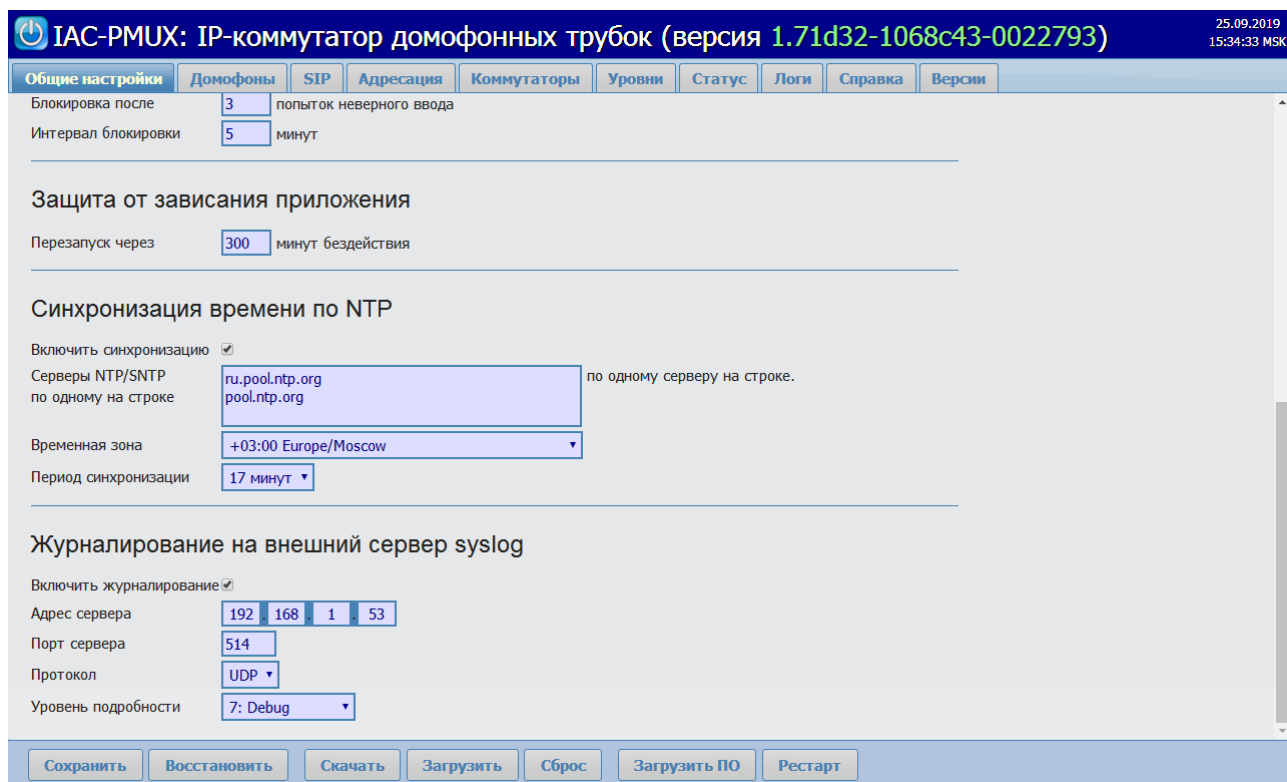 IAC-PMUX: IP-коммутатор домофонных трубок (версия 1.71d32-1068c43-0022793)
25.09.2019
15:34:33 MSK
Общие настройки Домофоны SIP Адресация Коммутаторы Уровни Статус Логи Справка Версии
Блокировка после 3 попыток неверного ввода
Интервал блокировки 5 минут
Защита от зависания приложения
Перезапуск через 300 минут бездействия
Синхронизация времени по NTP
Включить синхронизацию
Серверы NTP/SNTP
по одному на строке
ru.pool.ntp.org
pool.ntp.org
по одному серверу на строке.
Временная зона +03:00 Europe/Moscow
Период синхронизации 17 минут
Журналирование на внешний сервер syslog
Включить журналирование
Адрес сервера 192 . 168 . 1 . 53
Порт сервера 514
Протокол UDP
Уровень подробности 7: Debug
Сохранить Восстановить Скачать Загрузить Сброс Загрузить ПО Рестарт